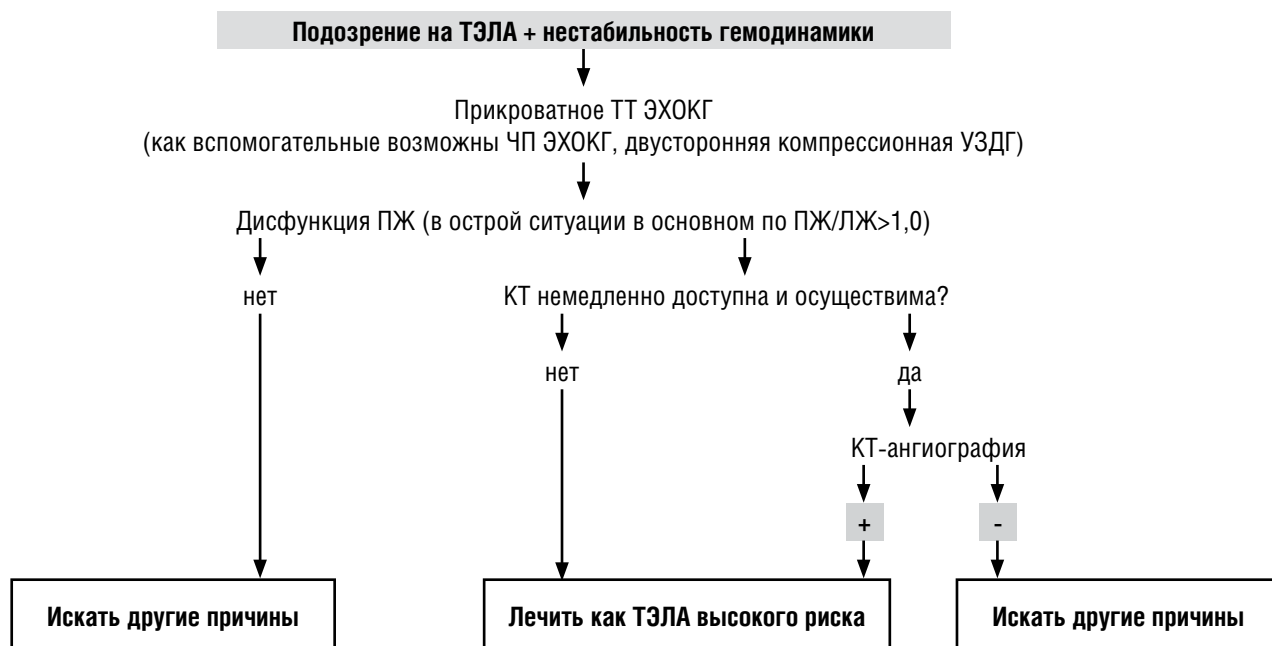 Подозрение на ТЭЛА + нестабильность гемодинамики
Прикроватное ТТ ЭХОКГ
(как вспомогательные возможны ЧП ЭХОКГ, двусторонняя компрессионная УЗДГ)
Дисфункция ПЖ (в острой ситуации в основном по ПЖ/ЛЖ>1,0)
нет
КТ немедленно доступна и осуществима?
нет
да
КТ-ангиография
+
-
Искать другие причины
Лечить как ТЭЛА высокого риска
Искать другие причины